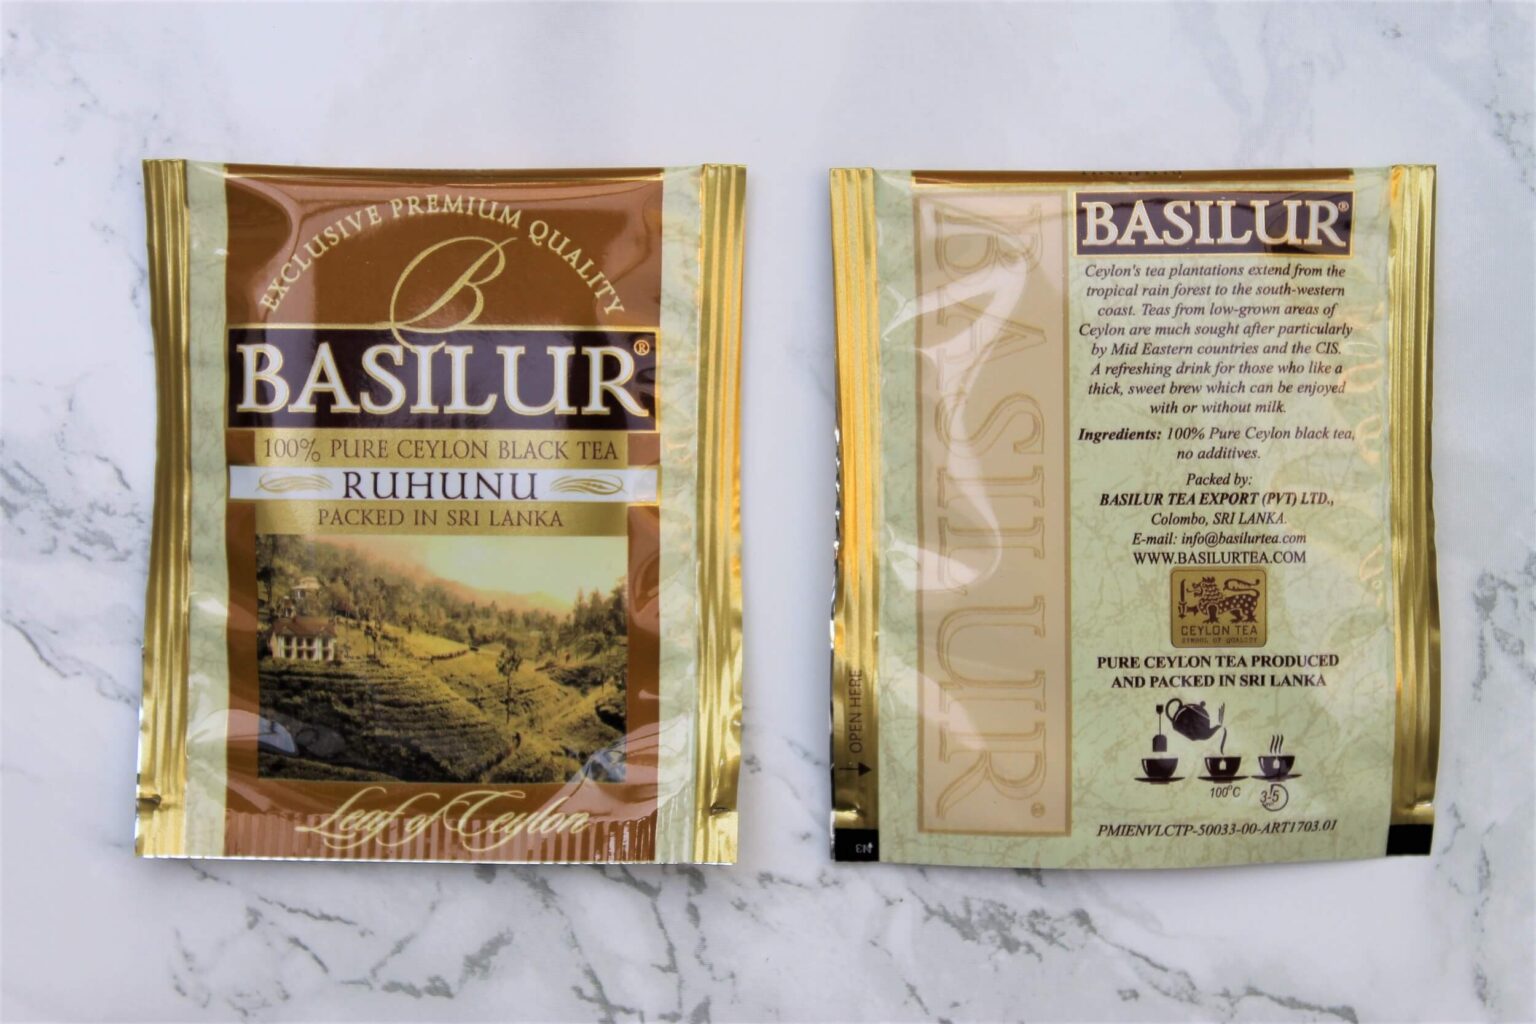 EXCLUSIVE PREMIUM QUALITY
B
BASILUR®
100% PURE CEYLON BLACK TEA
RUHUNU
PACKED IN SRI LANKA
Leaf of Ceylon
BASILUR®
BASILUR®
Ceylon's tea plantations extend from the
tropical rain forest to the south-western
coast. Teas from low-grown areas of
Ceylon are much sought after particularly
by Mid Eastern countries and the CIS.
A refreshing drink for those who like a
thick, sweet brew which can be enjoyed
with or without milk.
Ingredients: 100% Pure Ceylon black tea,
no additives.
Packed by:
BASILUR TEA EXPORT (PVT) LTD.,
Colombo, SRI LANKA.
E-mail: info@basilurtea.com
WWW.BASILURTEA.COM
CEYLON TEA
SYMBOL OF QUALITY
PURE CEYLON TEA PRODUCED
AND PACKED IN SRI LANKA
100°C
3-5
PMIENVLCTP-50033-00-ART1703.01
OPEN HERE